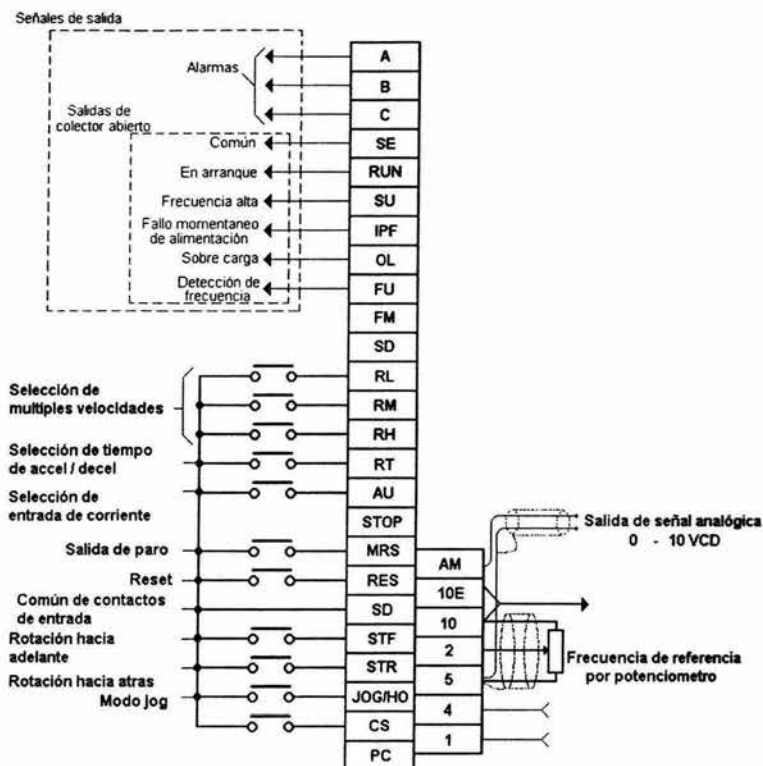 Señales de salida
Alarmas
A
B
C
Salidas de
colector abierto
Común
SE
En arranque
RUN
Frecuencia alta
SU
Fallo momentaneo
de alimentación
IPF
Sobre carga
OL
Detección de
frecuencia
FU
FM
SD
Selección de
multiples velocidades
RL
RM
RH
Selección de tiempo
de accel / decel
RT
Selección de
entrada de corriente
AU
STOP
Salida de paro
MRS
Reset
RES
Común de contactos
de entrada
SD
Rotación hacia
adelante
STF
Rotación hacia atras
STR
Modo jog
JOG/HO
CS
PC
AM
10E
10
2
5
4
1
Salida de señal analógica
0 - 10 VCD
Frecuencia de referencia
por potenciometro